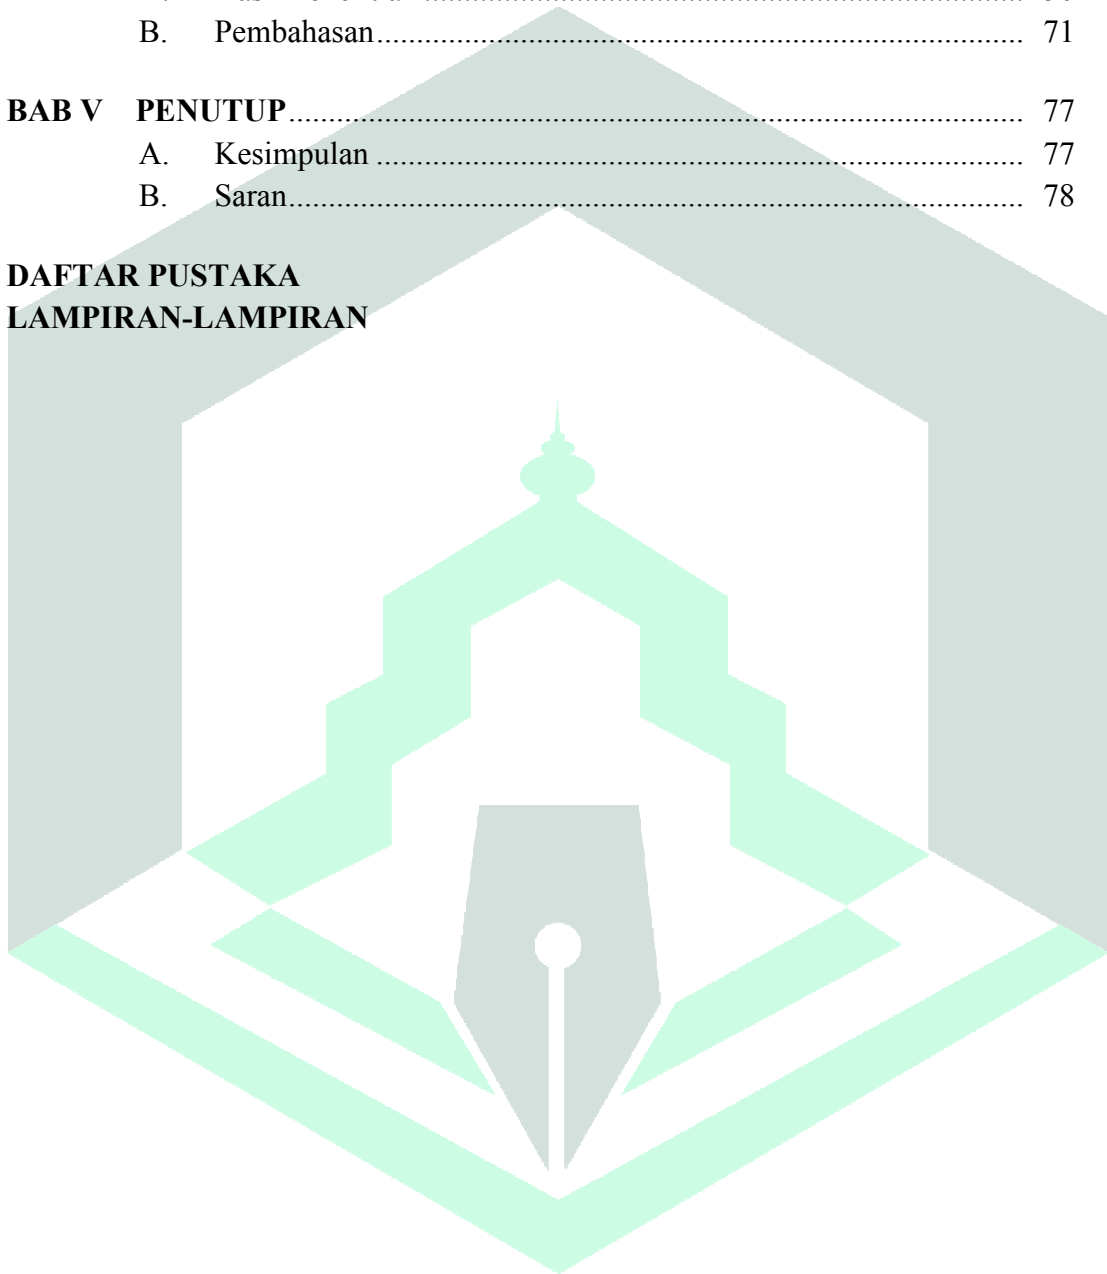 B. Pembahasan........................................................................ 71
BAB V PENUTUP.................................................................................. 77
A. Kesimpulan ........................................................................ 77
B. Saran.................................................................................. 78
DAFTAR PUSTAKA
LAMPIRAN-LAMPIRAN